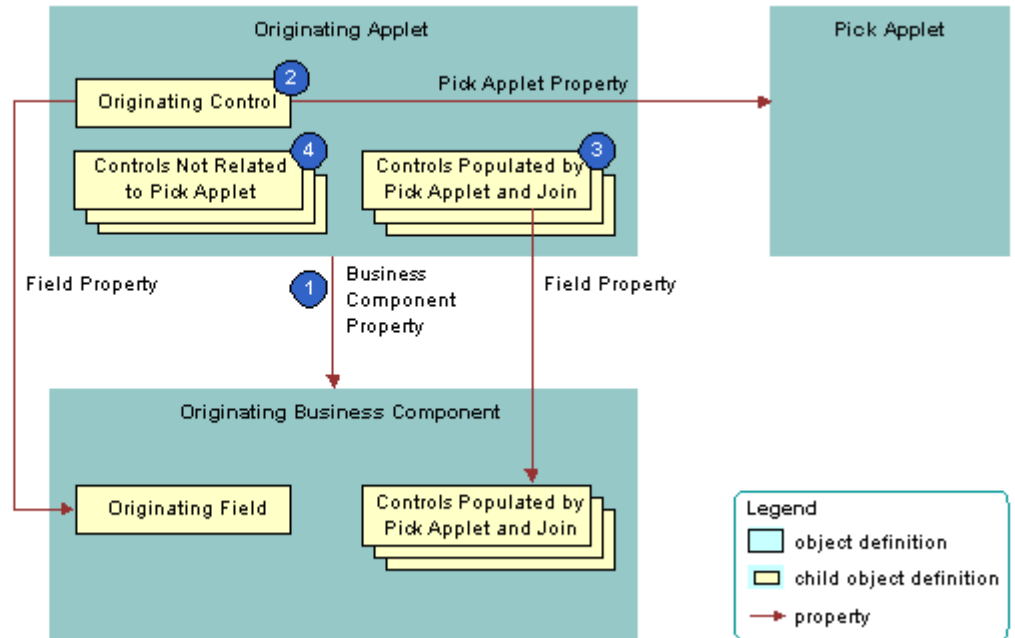 Originating Applet
Pick Applet
2
Originating Control
Pick Applet Property
4
Controls Not Related
to Pick Applet
3
Controls Populated by
Pick Applet and Join
Field Property
1
Business
Component
Property
Field Property
Originating Business Component
Originating Field
Controls Populated by
Pick Applet and Join
Legend
object definition
child object definition
property